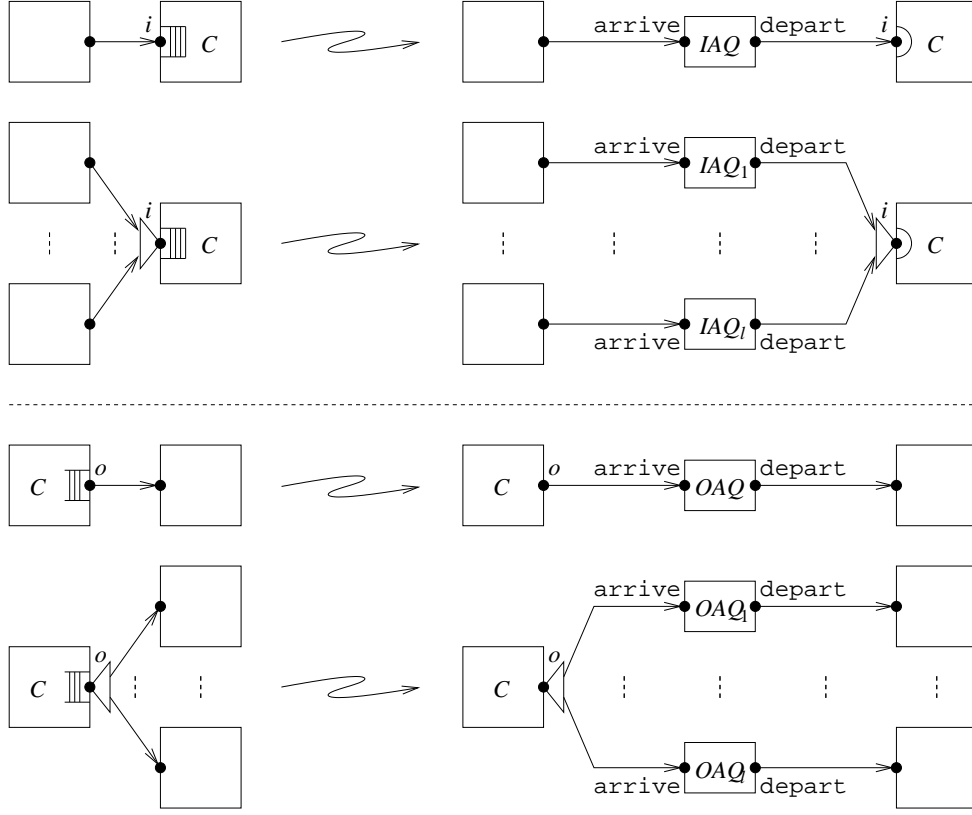 i
C
arrive IAQ depart i C
arrive IAQ₁ depart
i
C
i
C
arrive IAQₗ depart
C o
C o arrive OAQ depart
arrive OAQ₁ depart
o
C
o
C
arrive OAQₗ depart